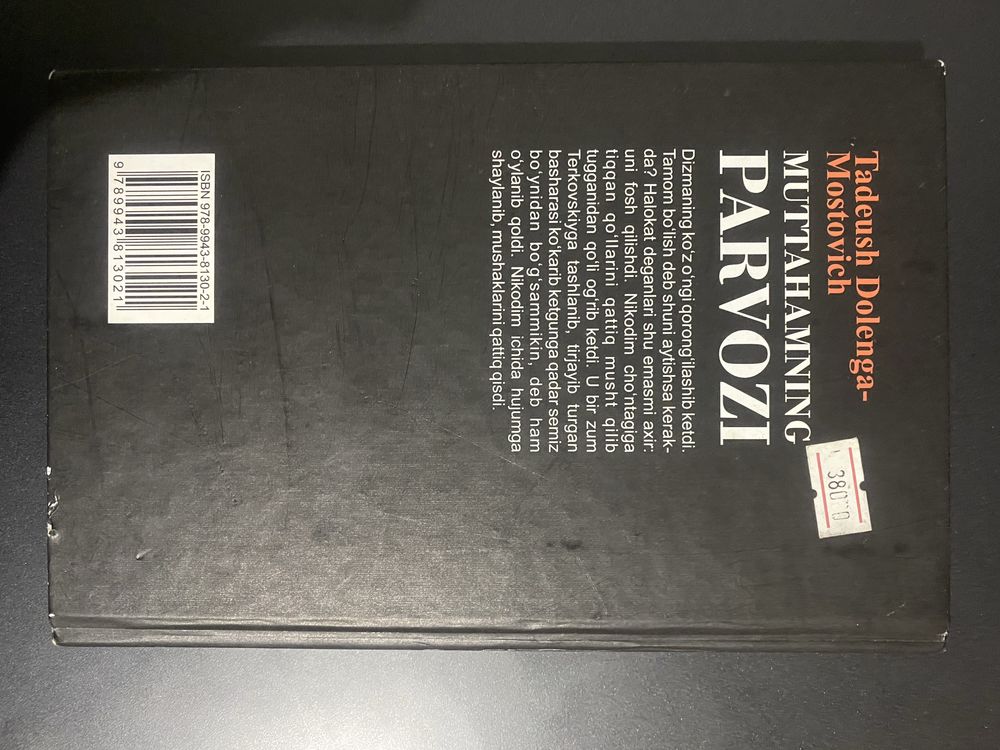 Tadeush Dolenga-
Mostovich
MUTTAHAMNING
PARVOZI
Dizmaning ko‘z o‘ngi qorong‘ilashib ketdi.
Tamom bo‘lish deb shuni aytishsa kerak-
da? Halokat deganlari shu emasmi axir:
uni fosh qilishdi. Nikodim cho‘ntagiga
tiqqan qo‘llarini qattiq musht qilib
tugganidan qo‘li og‘rib ketdi. U bir zum
Terkovskiyga tashlanib, tirjayib turgan
basharasi ko‘karib ketgunga qadar semiz
bo‘ynidan bo‘g‘sammikin, deb ham
o‘ylanib qoldi. Nikodim ichida hujumga
shaylanib, mushaklarini qattiq qisdi.
ISBN 978-9943-8130-2-1
9 789943 813021